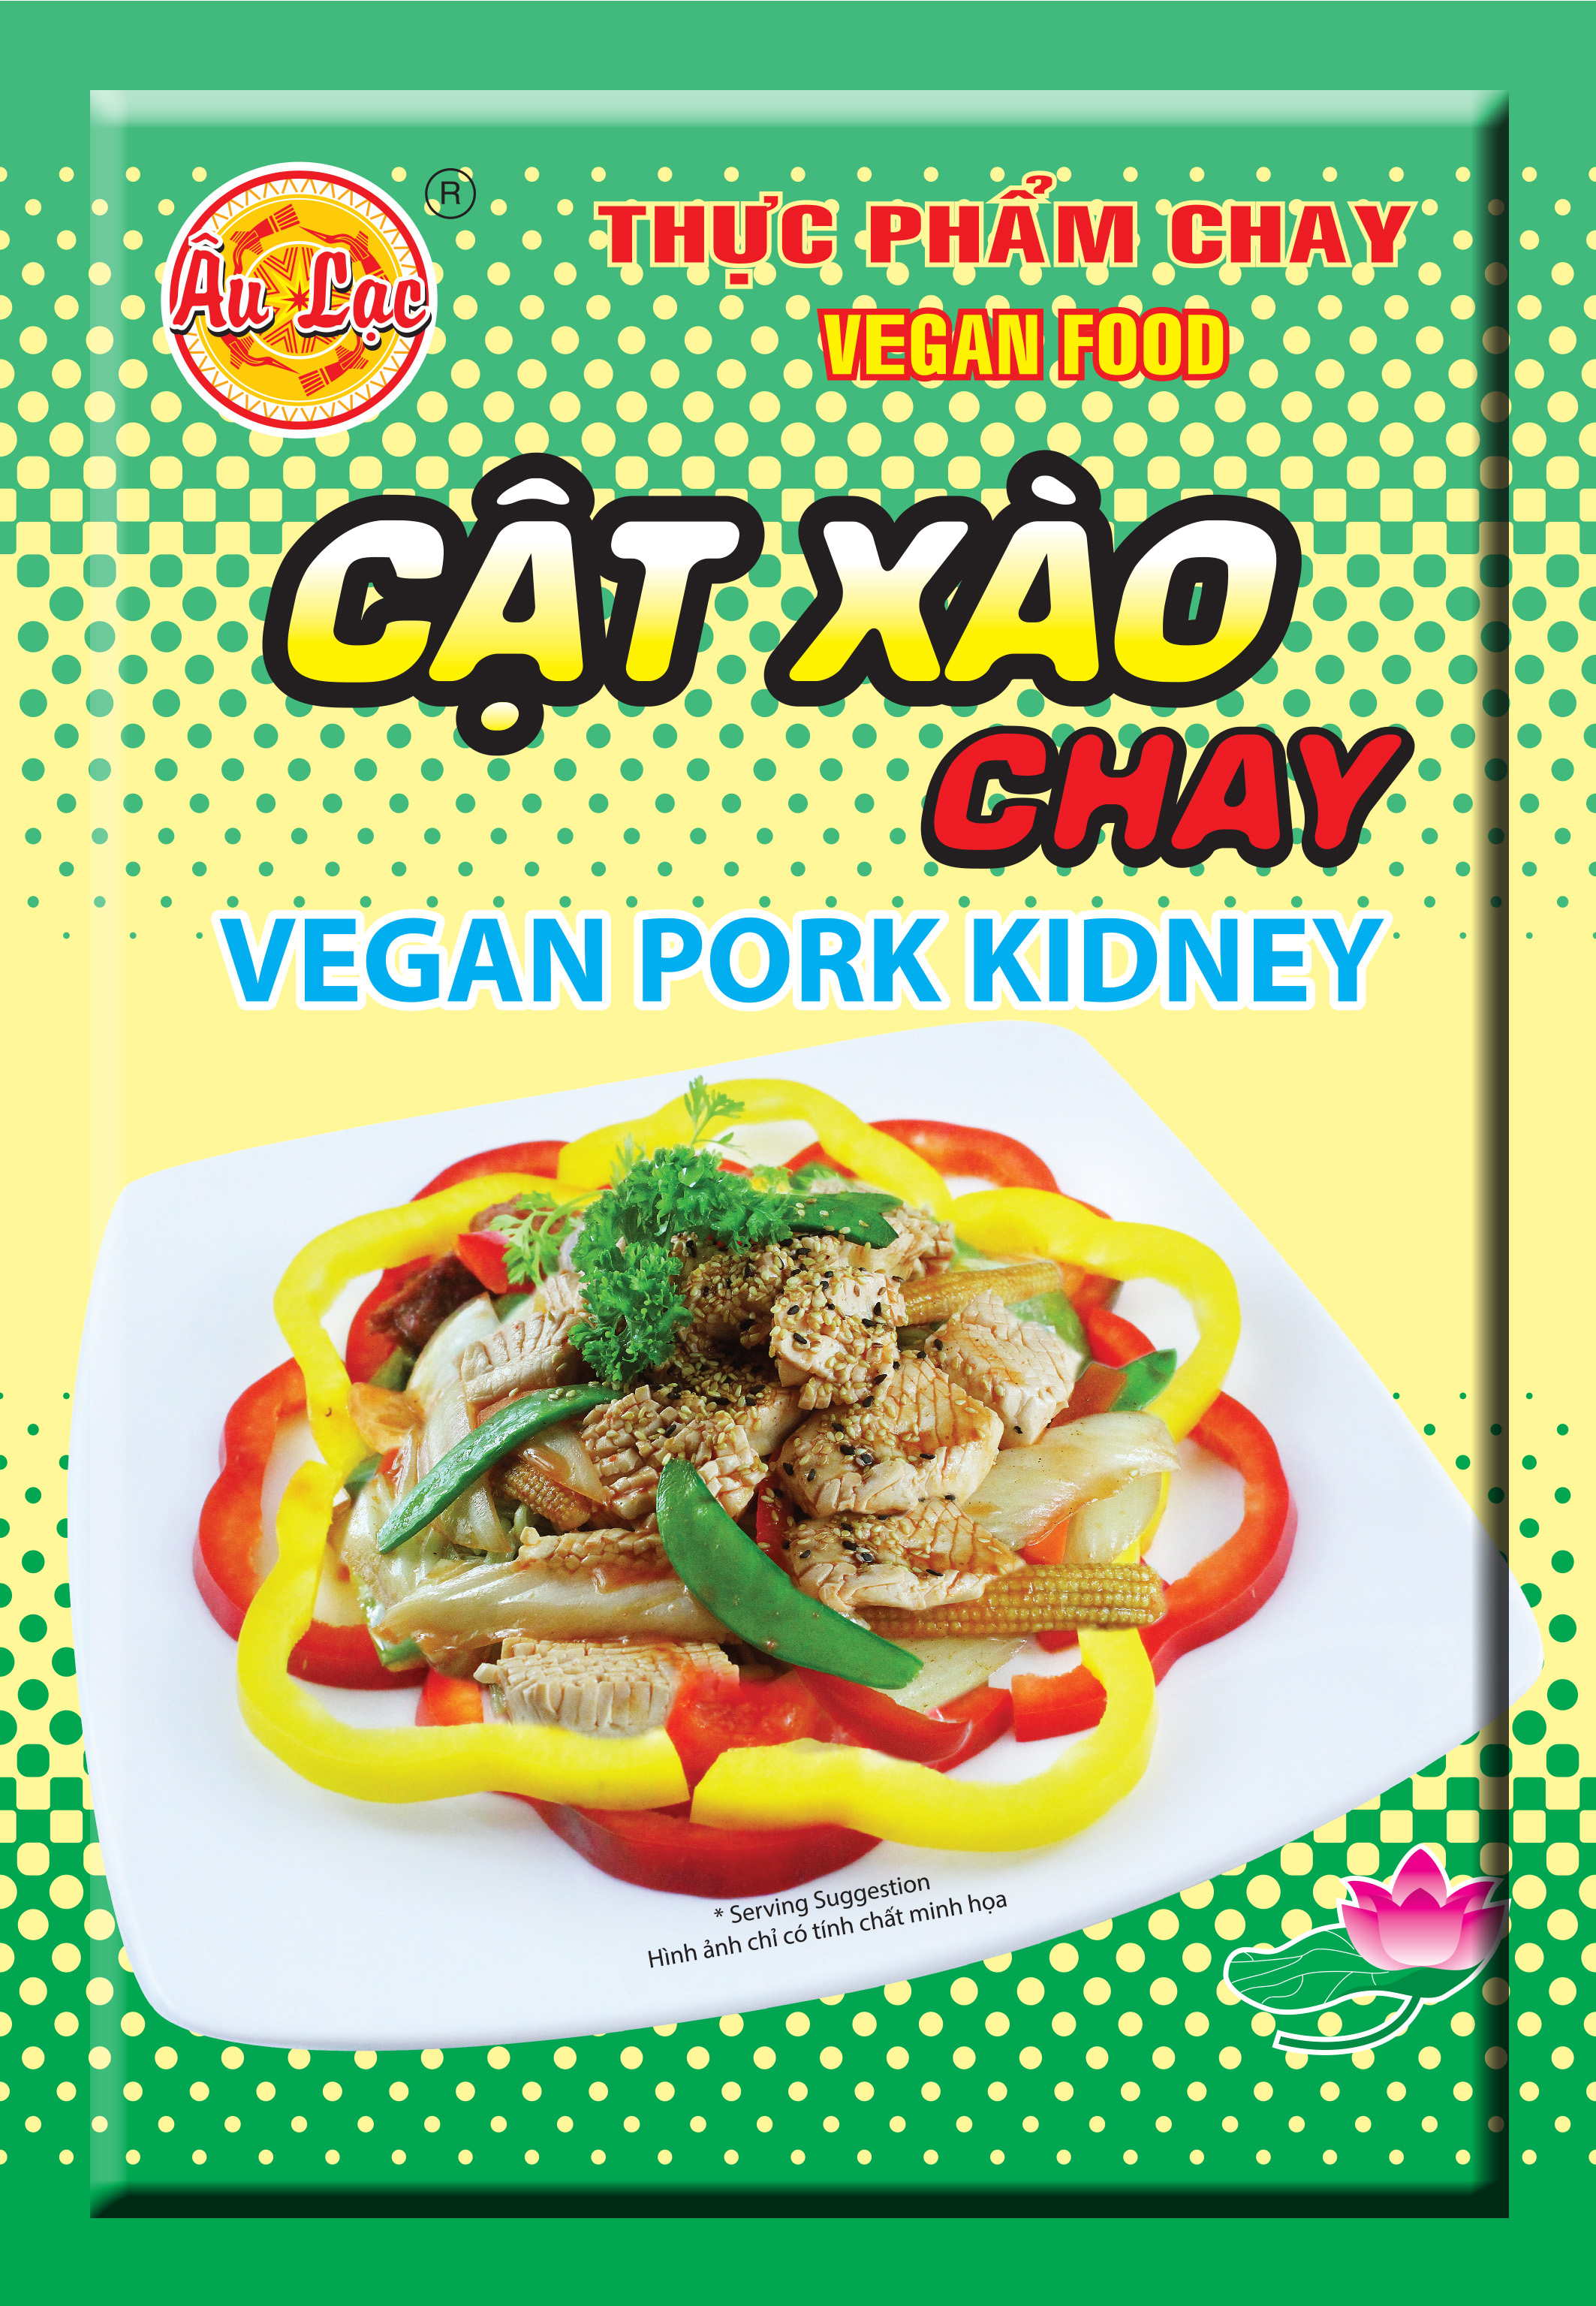 Âu Lạc
®
THỰC PHẨM CHAY
VEGAN FOOD
CẬT XÀO
CHAY
VEGAN PORK KIDNEY
* Serving Suggestion
Hình ảnh chỉ có tính chất minh họa